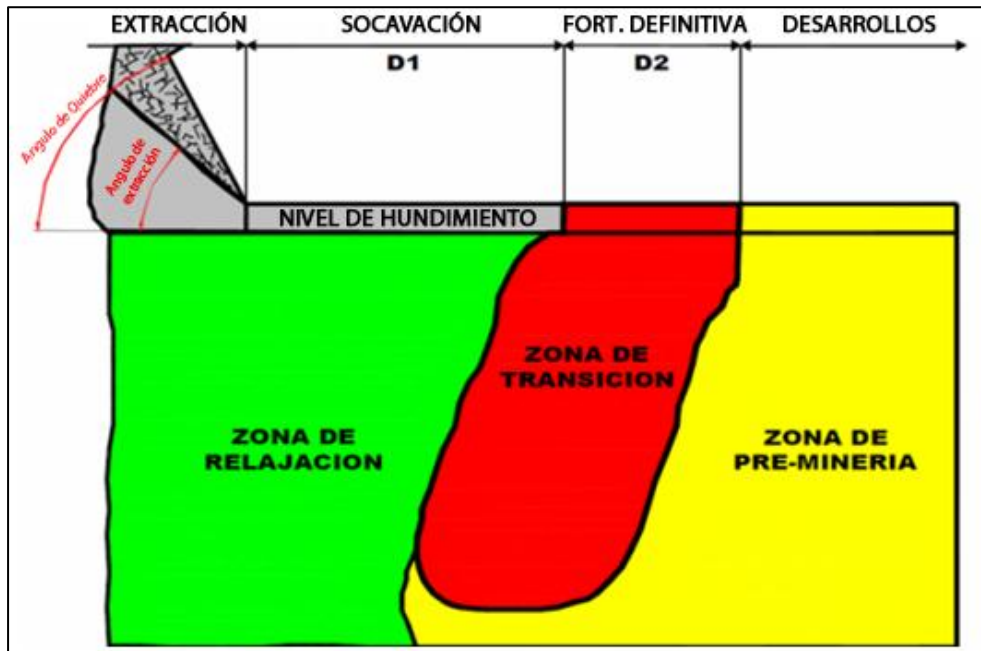 EXTRACCIÓN
SOCAVACIÓN
FORT. DEFINITIVA
DESARROLLOS
D1
D2
Angulo de Quiebre
Angulo de
extracción
NIVEL DE HUNDIMIENTO
ZONA DE
TRANSICION
ZONA DE
RELAJACION
ZONA DE
PRE-MINERIA